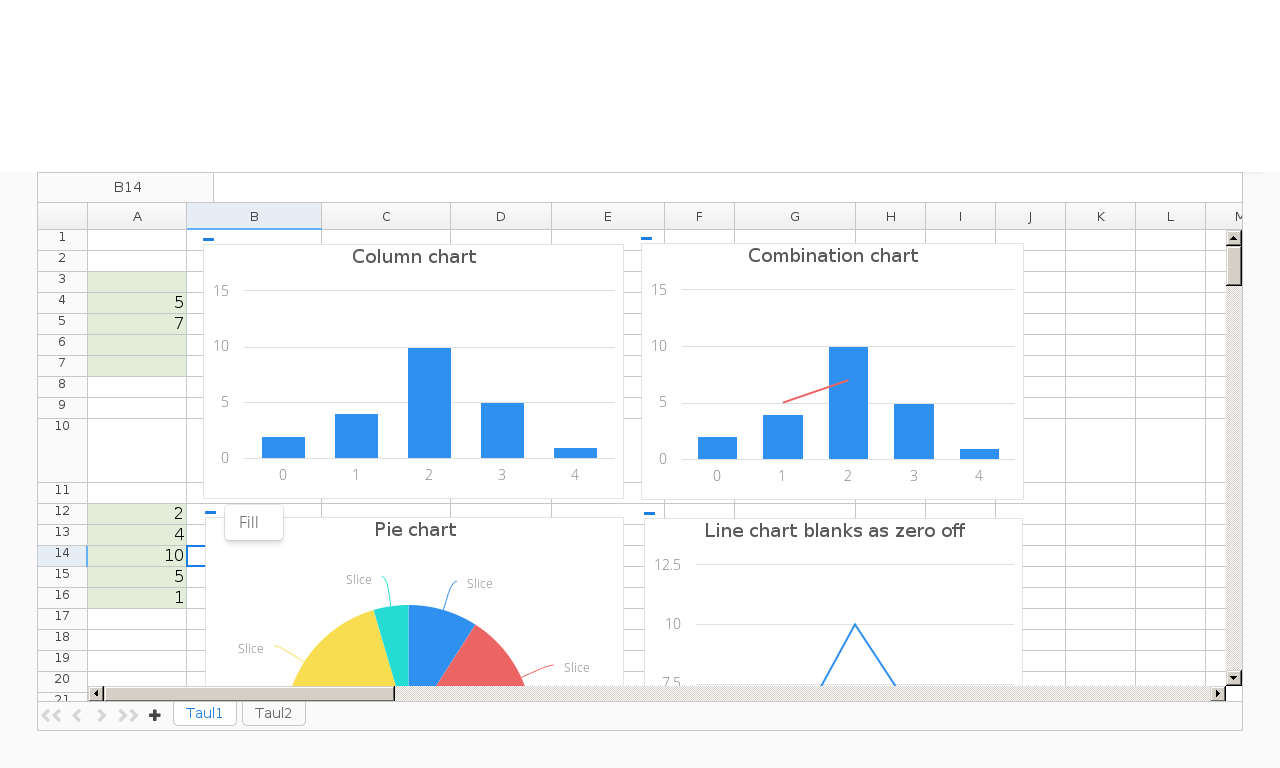 B14
A B C D E F G H I J K L M
1
2
3
4 5
5 7
6
7
8
9
10
11
12 2
13 4
14 10
15 5
16 1
17
18
19
20
21
Column chart
15
10
5
0
0 1 2 3 4
Combination chart
15
10
5
0
0 1 2 3 4
Fill
Pie chart
Slice
Slice
Slice
Slice
Line chart blanks as zero off
12.5
10
7.5
Taul1 Taul2